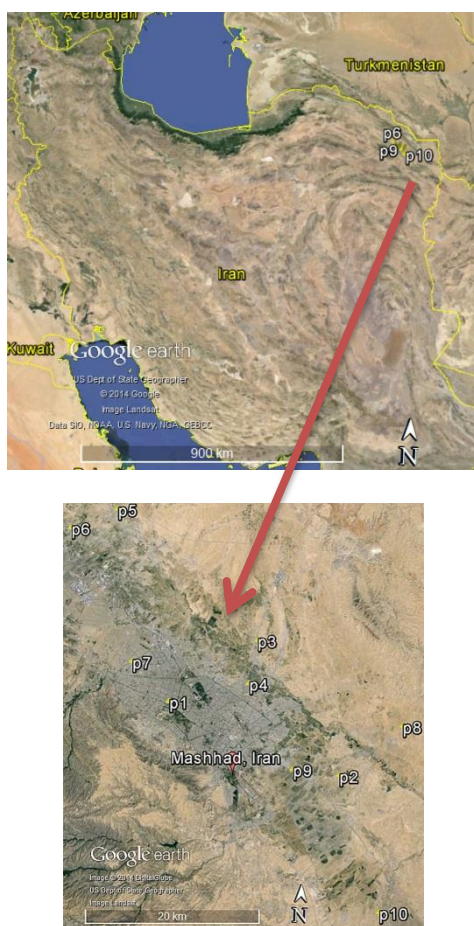 Azerbaijan
Turkmenistan
p6
p9 p10
Iran
Kuwait
Google earth
US Dept of State Geographer
© 2014 Google
Image Landsat
Data SIO, NOAA, U.S. Navy, NGA, GEBCO
900 km
N
p5
p6
p3
p7
p4
p1
p8
Mashhad, Iran
p9
p2
Google earth
Image © 2014 DigitalGlobe
US Dept of State Geographer
Image Landsat
20 km
N
p10